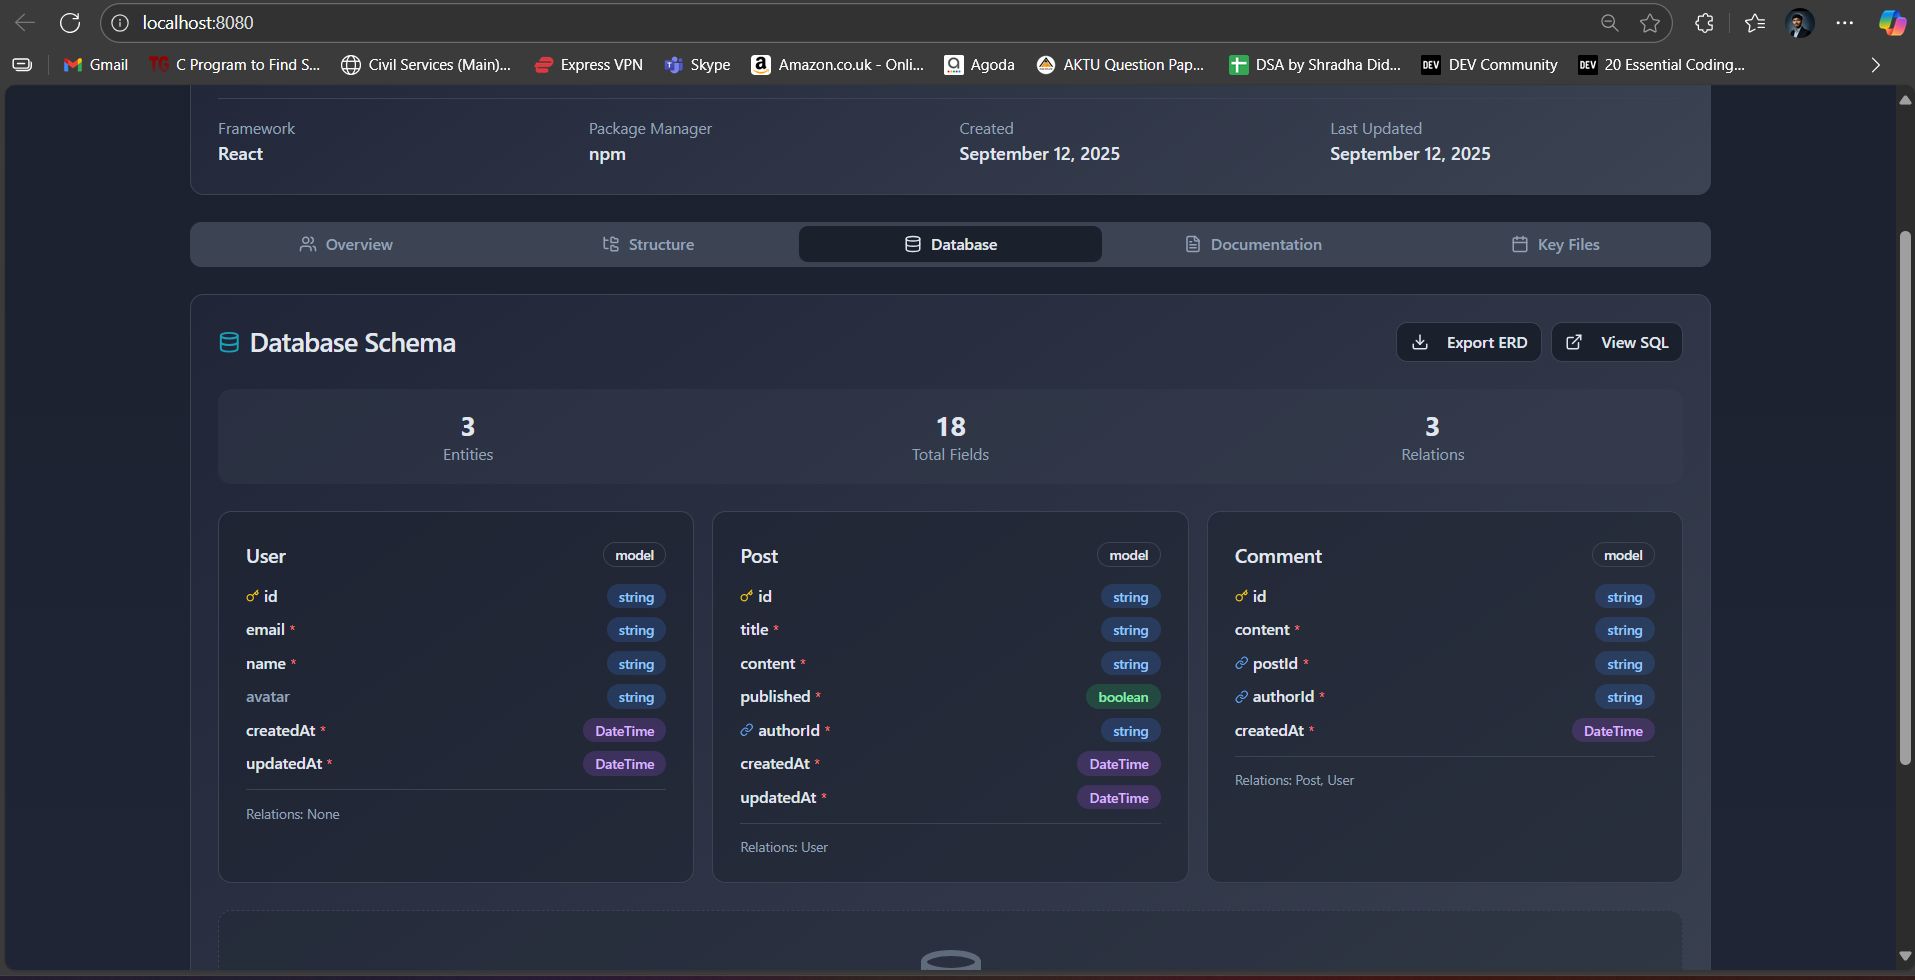 localhost:8080
Gmail TG C Program to Find S... Civil Services (Main)... Express VPN Skype Amazon.co.uk - Onli... Agoda AKTU Question Pap... DSA by Shradha Did... DEV DEV Community DEV 20 Essential Coding...
Framework Package Manager Created Last Updated
React npm September 12, 2025 September 12, 2025
Overview Structure Database Documentation Key Files
Database Schema Export ERD View SQL
3 18 3
Entities Total Fields Relations
User model
id string
email * string
name * string
avatar string
createdAt * DateTime
updatedAt * DateTime
Relations: None
Post model
id string
title * string
content * string
published * boolean
authorId * string
createdAt * DateTime
updatedAt * DateTime
Relations: User
Comment model
id string
content * string
postId * string
authorId * string
createdAt * DateTime
Relations: Post, User